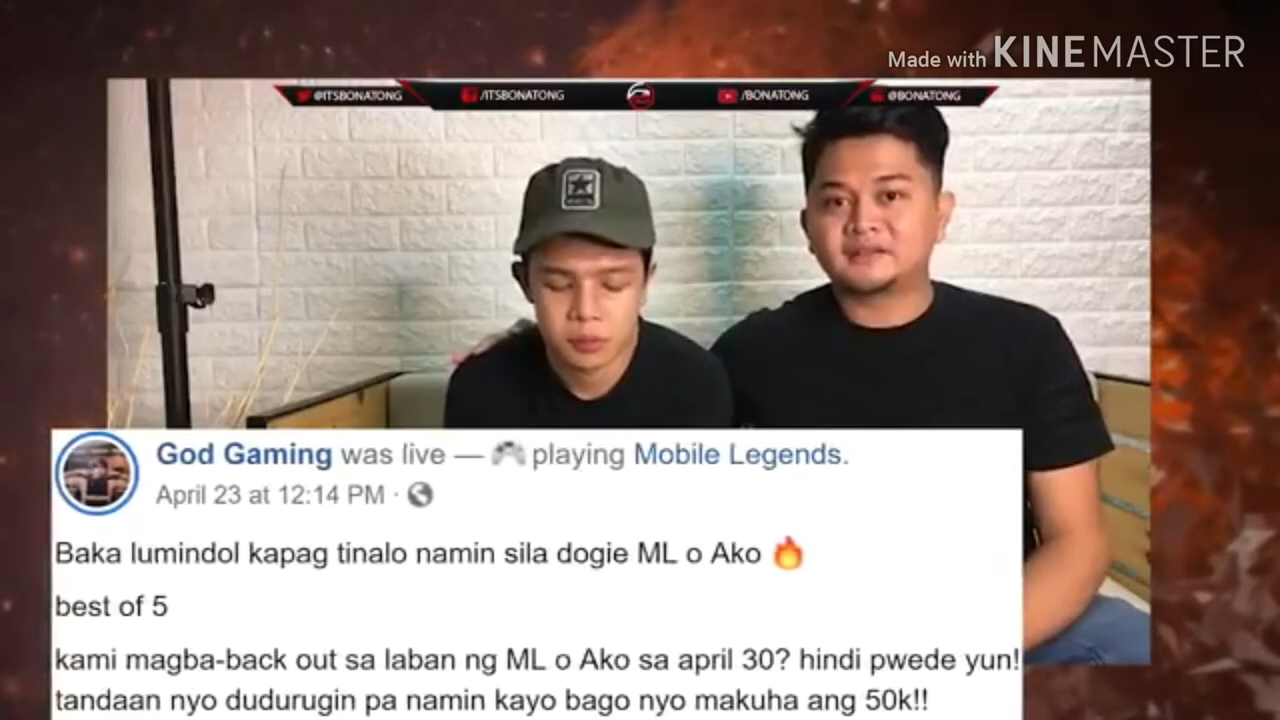 Made with KINEMASTER
@ITSBONATONG /ITSBONATONG /BONATONG @BONATONG
God Gaming was live — 🎮 playing Mobile Legends.
April 23 at 12:14 PM ·
Baka lumindol kapag tinalo namin sila dogie ML o Ako 🔥
best of 5
kami magba-back out sa laban ng ML o Ako sa april 30? hindi pwede yun!
tandaan nyo dudurugin pa namin kayo bago nyo makuha ang 50k!!